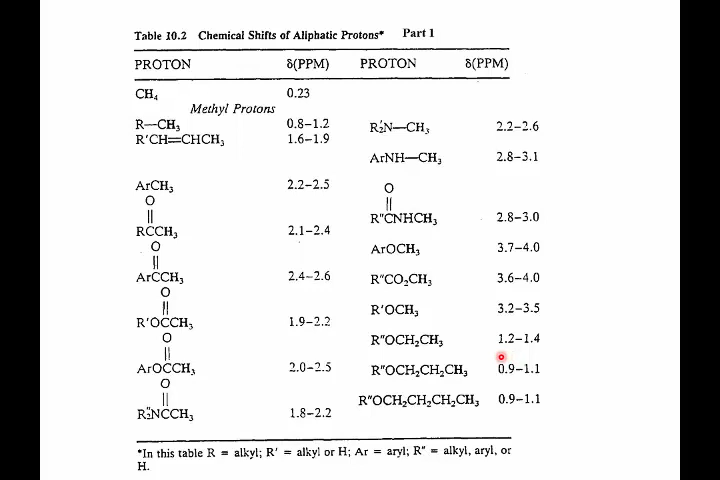 Table 10.2 Chemical Shifts of Aliphatic Protons* Part 1
PROTON δ(PPM) PROTON δ(PPM)
CH₄ 0.23
Methyl Protons
R—CH₃ 0.8–1.2
R′CH=CHCH₃ 1.6–1.9
R₂′N—CH₃ 2.2–2.6
ArNH—CH₃ 2.8–3.1
ArCH₃ 2.2–2.5
O
||
RCCH₃ 2.1–2.4
O
||
R″CNHCH₃ 2.8–3.0
ArOCH₃ 3.7–4.0
O
||
ArCCH₃ 2.4–2.6
R″CO₂CH₃ 3.6–4.0
O
||
R′OCCH₃ 1.9–2.2
R′OCH₃ 3.2–3.5
R″OCH₂CH₃ 1.2–1.4
O
||
ArOCCH₃ 2.0–2.5
R″OCH₂CH₂CH₃ 0.9–1.1
O
||
R₂″NCCH₃ 1.8–2.2
R″OCH₂CH₂CH₂CH₃ 0.9–1.1
*In this table R = alkyl; R′ = alkyl or H; Ar = aryl; R″ = alkyl, aryl, or
H.